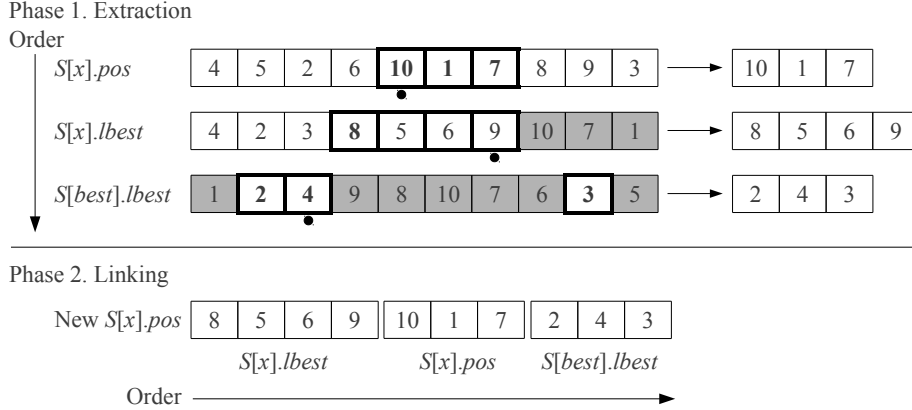 Phase 1. Extraction
Order
S[x].pos 4 5 2 6 10 1 7 8 9 3 10 1 7
S[x].lbest 4 2 3 8 5 6 9 10 7 1 8 5 6 9
S[best].lbest 1 2 4 9 8 10 7 6 3 5 2 4 3
Phase 2. Linking
New S[x].pos 8 5 6 9 10 1 7 2 4 3
S[x].lbest S[x].pos S[best].lbest
Order